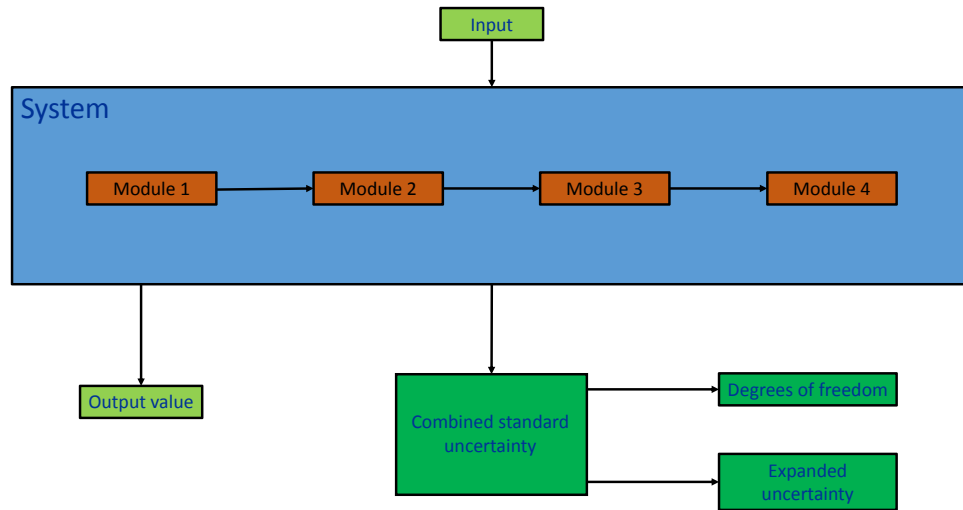 Input
System
Module 1
Module 2
Module 3
Module 4
Output value
Combined standard
uncertainty
Degrees of freedom
Expanded
uncertainty